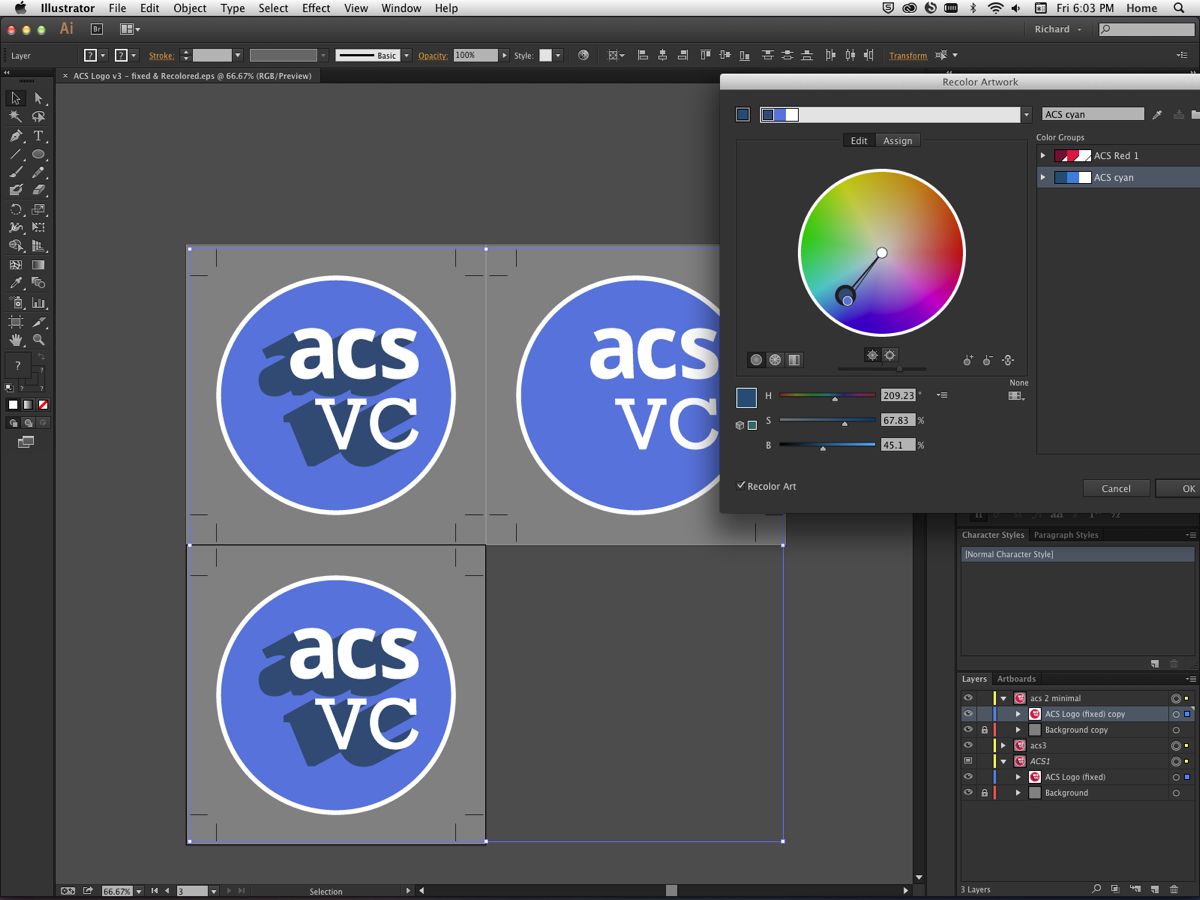 Illustrator File Edit Object Type Select Effect View Window Help Fri 6:03 PM Home
Ai Br Richard
Layer ? ? Stroke: Basic Opacity: 100% Style: Transform
× ACS Logo v3 - fixed & Recolored.eps @ 66.67% (RGB/Preview)
Recolor Artwork
ACS cyan
Edit Assign
Color Groups
ACS Red 1
ACS cyan
None
H 209.23 °
S 67.83 %
B 45.1 %
Recolor Art
Cancel OK
acs
vc
acs
vc
acs
vc
?
Character Styles Paragraph Styles
[Normal Character Style]
Layers Artboards
acs 2 minimal
ACS Logo (fixed) copy
Background copy
acs3
ACS1
ACS Logo (fixed)
Background
3 Layers
66.67% 3 Selection